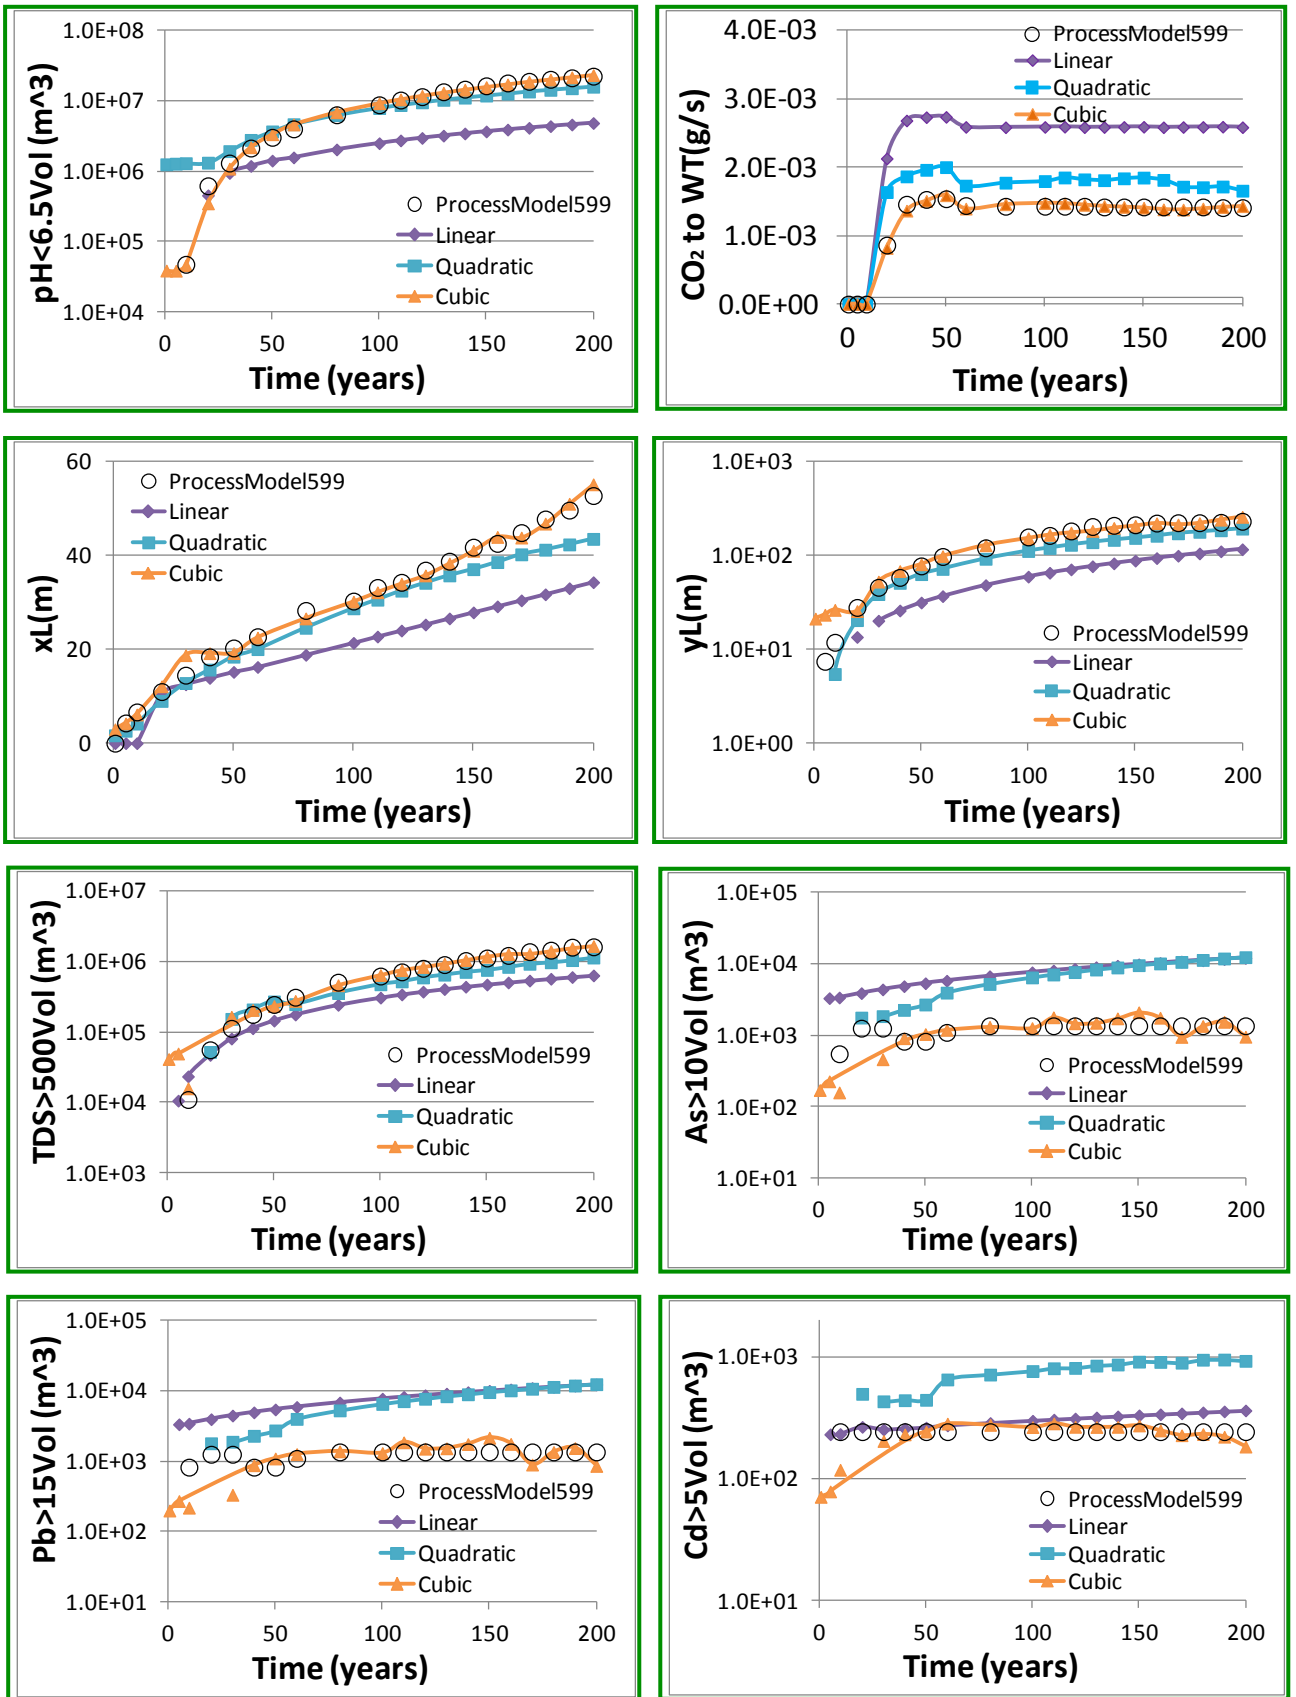 pH<6.5Vol (m^3)
1.0E+08
1.0E+07
1.0E+06
1.0E+05
1.0E+04
ProcessModel599
Linear
Quadratic
Cubic
0 50 100 150 200
Time (years)
CO₂ to WT(g/s)
4.0E-03
3.0E-03
2.0E-03
1.0E-03
0.0E+00
ProcessModel599
Linear
Quadratic
Cubic
0 50 100 150 200
Time (years)
xL(m)
60
40
20
0
ProcessModel599
Linear
Quadratic
Cubic
0 50 100 150 200
Time (years)
yL(m)
1.0E+03
1.0E+02
1.0E+01
1.0E+00
ProcessModel599
Linear
Quadratic
Cubic
0 50 100 150 200
Time (years)
TDS>500Vol (m^3)
1.0E+07
1.0E+06
1.0E+05
1.0E+04
1.0E+03
ProcessModel599
Linear
Quadratic
Cubic
0 50 100 150 200
Time (years)
As>10Vol (m^3)
1.0E+05
1.0E+04
1.0E+03
1.0E+02
1.0E+01
ProcessModel599
Linear
Quadratic
Cubic
0 50 100 150 200
Time (years)
Pb>15Vol (m^3)
1.0E+05
1.0E+04
1.0E+03
1.0E+02
1.0E+01
ProcessModel599
Linear
Quadratic
Cubic
0 50 100 150 200
Time (years)
Cd>5Vol (m^3)
1.0E+03
1.0E+02
1.0E+01
ProcessModel599
Linear
Quadratic
Cubic
0 50 100 150 200
Time (years)